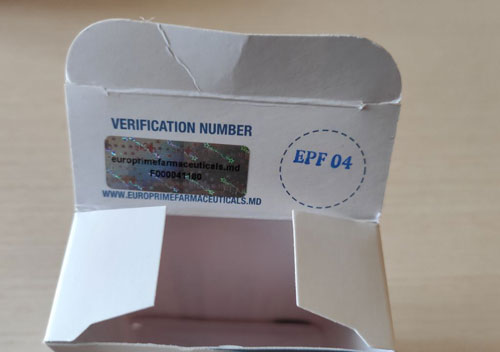 VERIFICATION NUMBER
europrimefarmaceuticals.md
F000041180
WWW.EUROPRIMEFARMACEUTICALS.MD
EPF 04